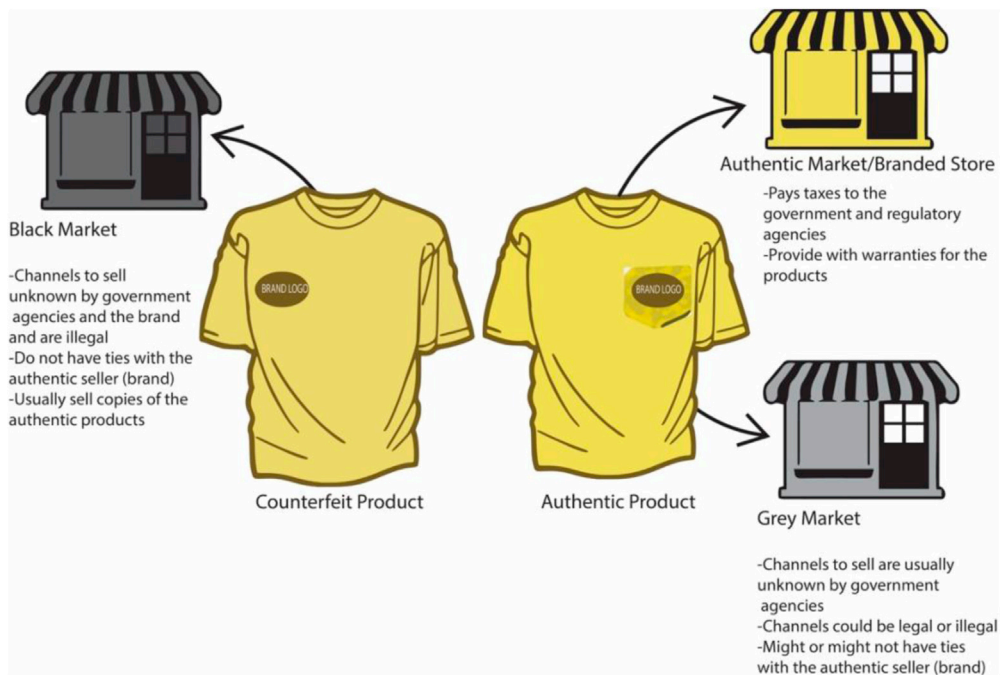 Black Market
-Channels to sell
unknown by government
agencies and the brand
and are illegal
-Do not have ties with the
authentic seller (brand)
-Usually sell copies of the
authentic products
BRAND LOGO
Counterfeit Product
BRAND LOGO
Authentic Product
Authentic Market/Branded Store
-Pays taxes to the
government and regulatory
agencies
-Provide with warranties for the
products
Grey Market
-Channels to sell are usually
unknown by government
agencies
-Channels could be legal or illegal
-Might or might not have ties
with the authentic seller (brand)